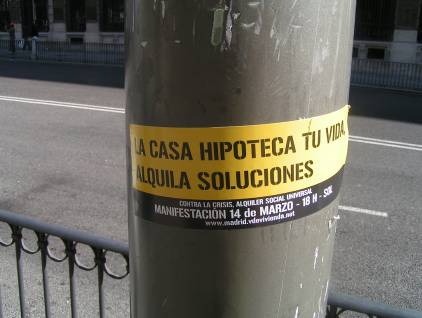 LA CASA HIPOTECA TU VIDA,
ALQUILA SOLUCIONES
CONTRA LA CRISIS, ALQUILER SOCIAL UNIVERSAL
MANIFESTACIÓN 14 de MARZO - 18 H - SOL
www.madrid.vdevivienda.net